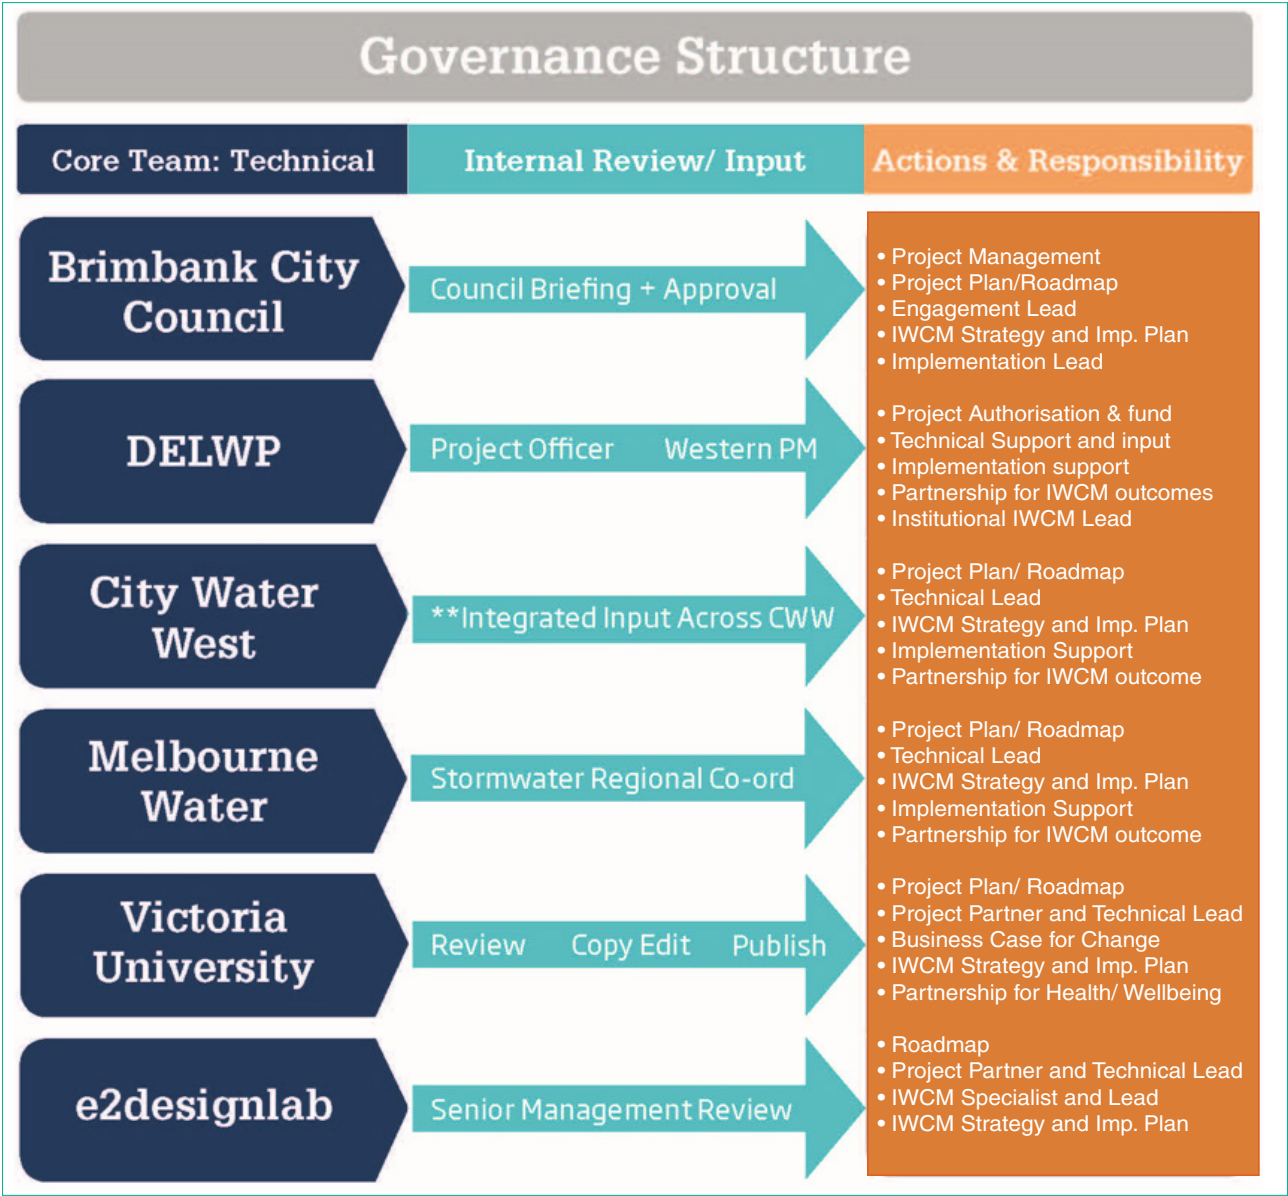 Governance Structure
Core Team: Technical
Internal Review/ Input
Actions & Responsibility
Brimbank City
Council
Council Briefing + Approval
• Project Management
• Project Plan/Roadmap
• Engagement Lead
• IWCM Strategy and Imp. Plan
• Implementation Lead
DELWP
Project Officer Western PM
• Project Authorisation & fund
• Technical Support and input
• Implementation support
• Partnership for IWCM outcomes
• Institutional IWCM Lead
City Water
West
**Integrated Input Across CWW
• Project Plan/ Roadmap
• Technical Lead
• IWCM Strategy and Imp. Plan
• Implementation Support
• Partnership for IWCM outcome
Melbourne
Water
Stormwater Regional Co-ord
• Project Plan/ Roadmap
• Technical Lead
• IWCM Strategy and Imp. Plan
• Implementation Support
• Partnership for IWCM outcome
Victoria
University
Review Copy Edit Publish
• Project Plan/ Roadmap
• Project Partner and Technical Lead
• Business Case for Change
• IWCM Strategy and Imp. Plan
• Partnership for Health/ Wellbeing
e2designlab
Senior Management Review
• Roadmap
• Project Partner and Technical Lead
• IWCM Specialist and Lead
• IWCM Strategy and Imp. Plan